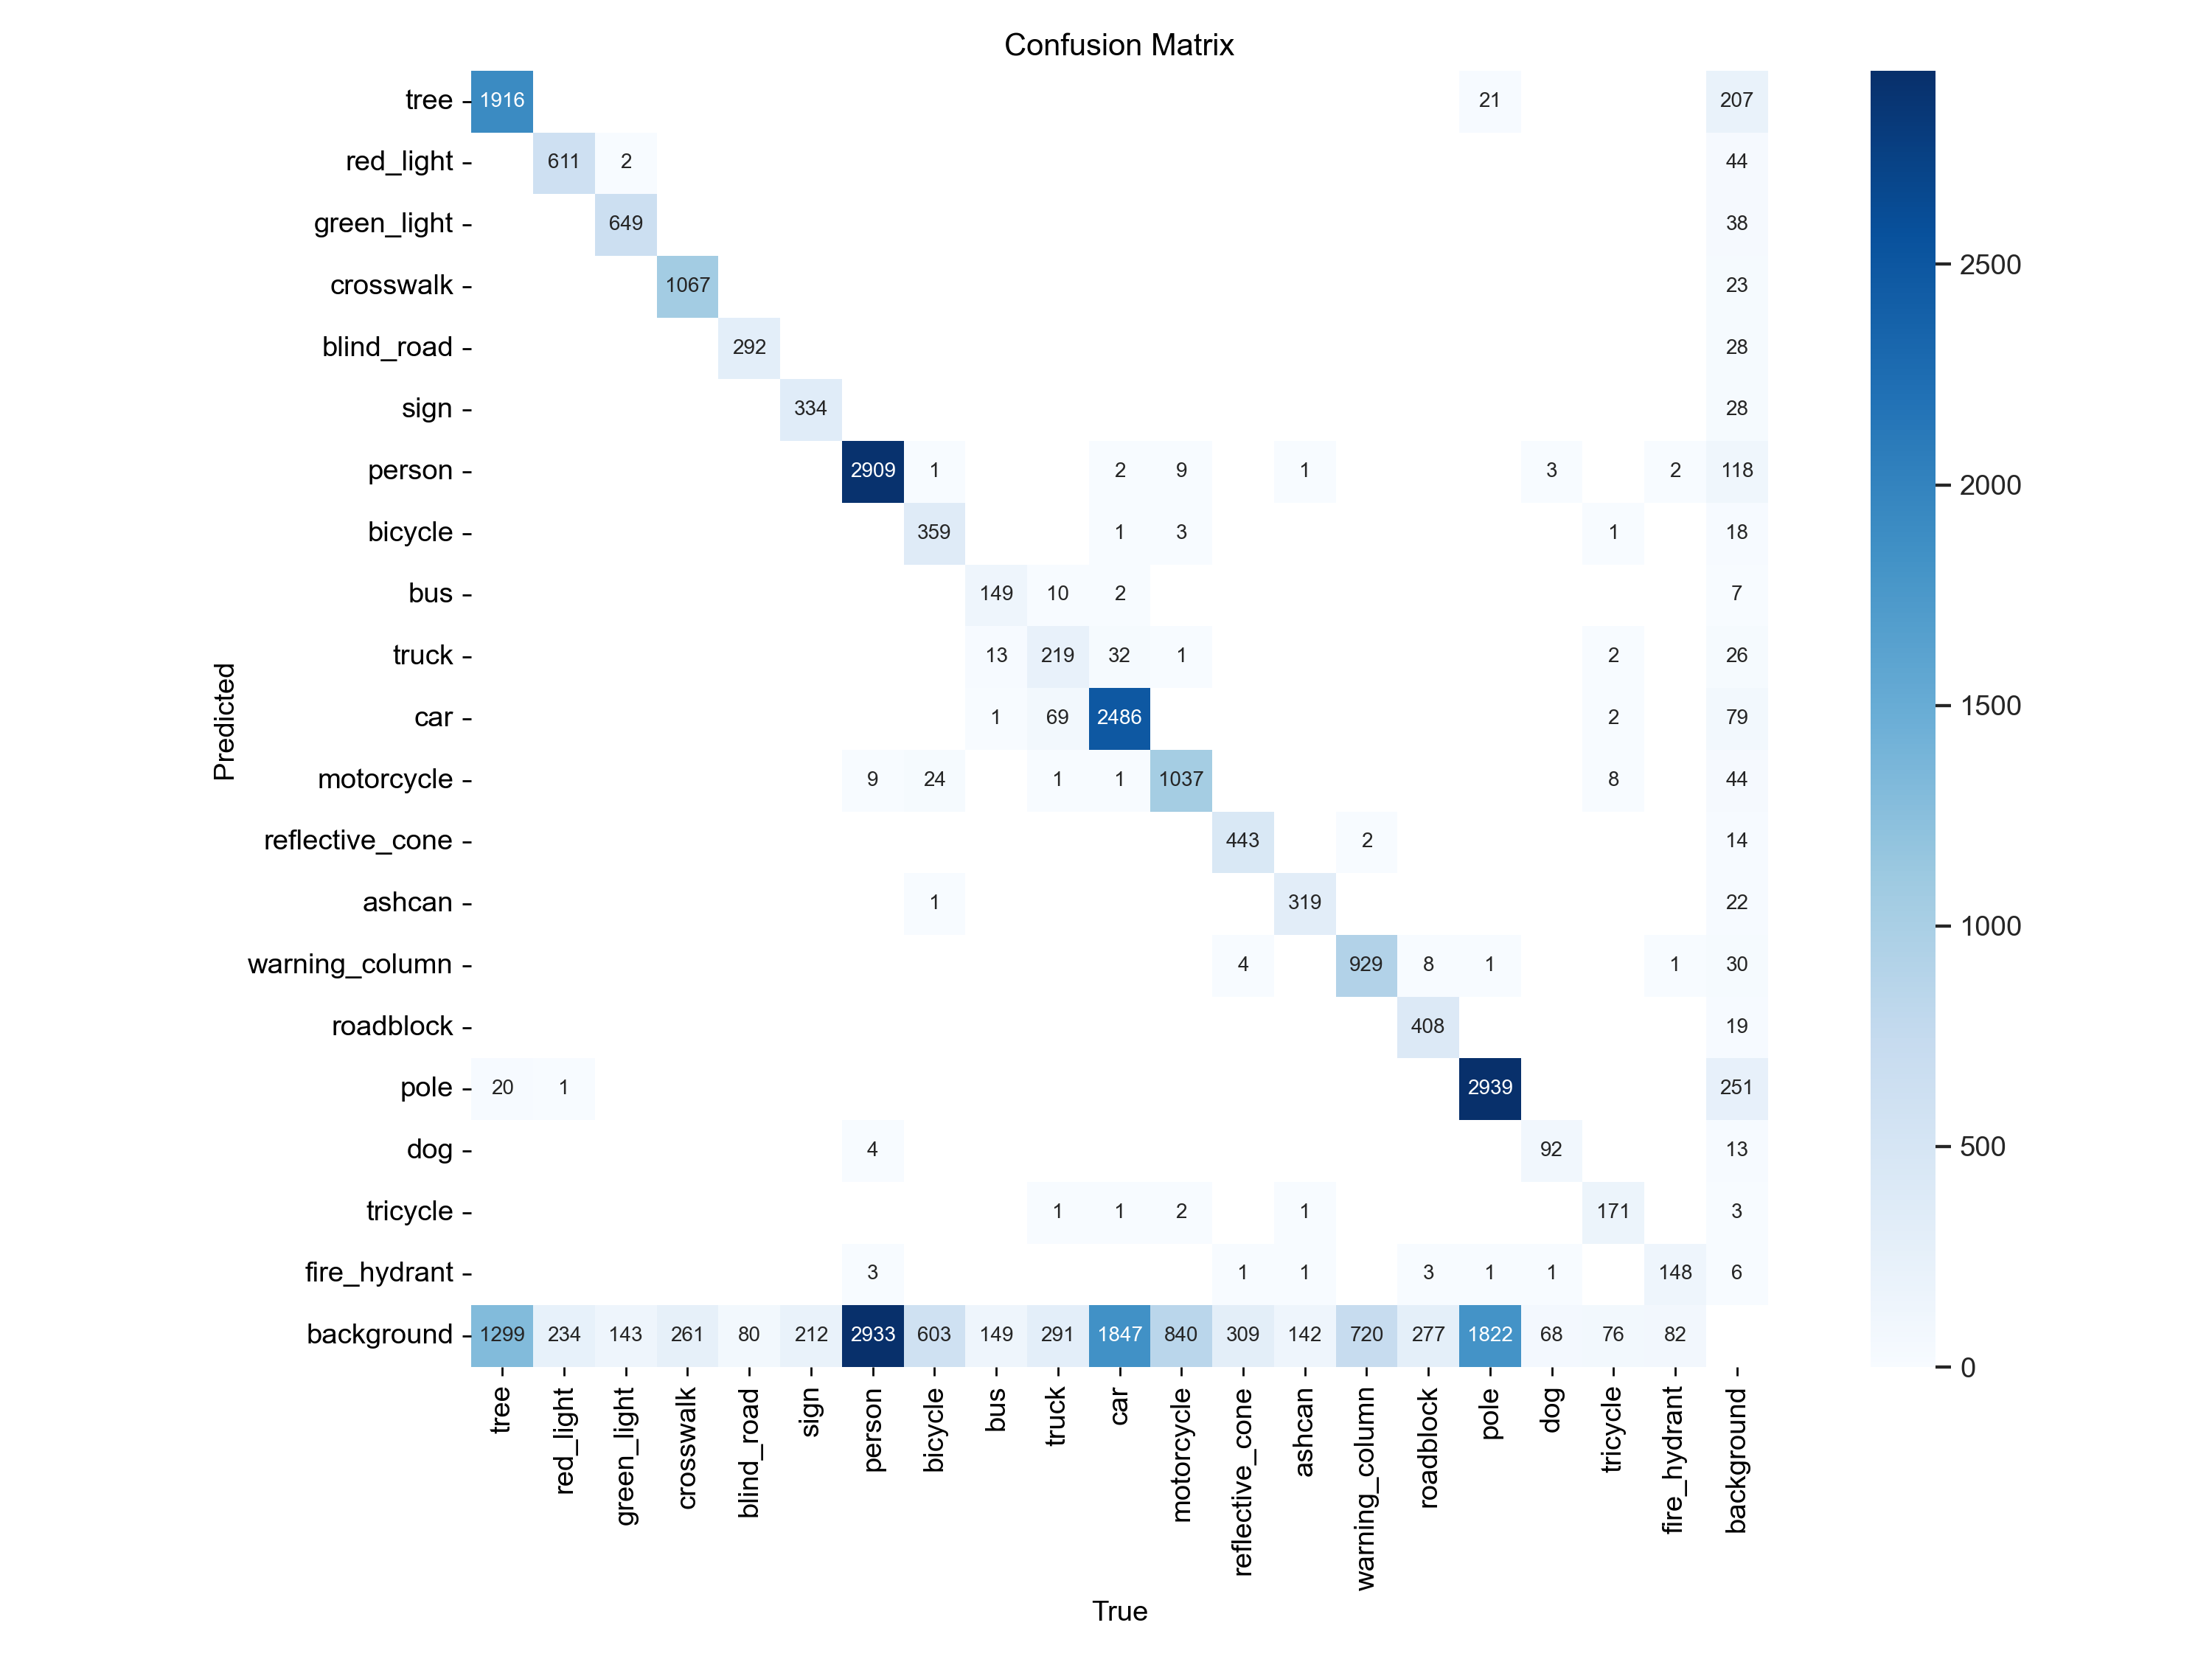 Confusion Matrix
tree 1916 21 207
red_light 611 2 44
green_light 649 38
crosswalk 1067 23
blind_road 292 28
sign 334 28
person 2909 1 2 9 1 3 2 118
bicycle 359 1 3 1 18
bus 149 10 2 7
truck 13 219 32 1 2 26
car 1 69 2486 2 79
motorcycle 9 24 1 1 1037 8 44
reflective_cone 443 2 14
ashcan 1 319 22
warning_column 4 929 8 1 1 30
roadblock 408 19
pole 20 1 2939 251
dog 4 92 13
tricycle 1 1 2 1 171 3
fire_hydrant 3 1 1 3 1 1 148 6
background 1299 234 143 261 80 212 2933 603 149 291 1847 840 309 142 720 277 1822 68 76 82
Predicted
tree
red_light
green_light
crosswalk
blind_road
sign
person
bicycle
bus
truck
car
motorcycle
reflective_cone
ashcan
warning_column
roadblock
pole
dog
tricycle
fire_hydrant
background
True
2500
2000
1500
1000
500
0